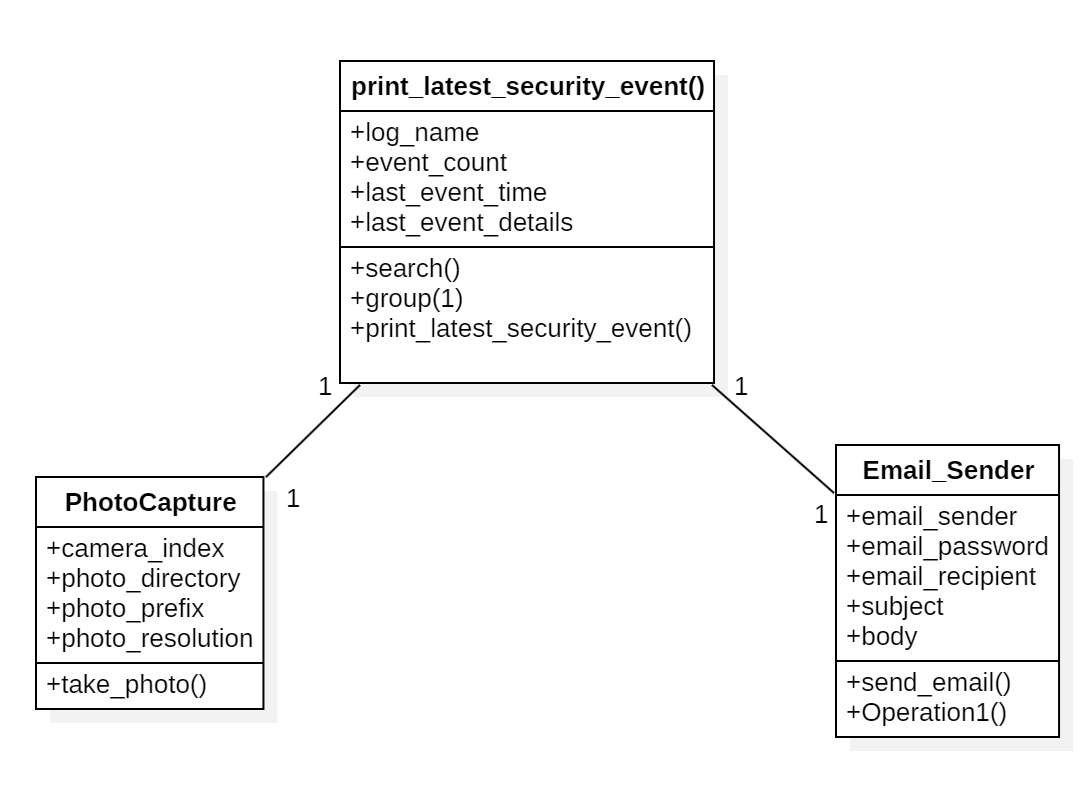 print_latest_security_event()
+log_name
+event_count
+last_event_time
+last_event_details
+search()
+group(1)
+print_latest_security_event()
1
1
PhotoCapture
1
+camera_index
+photo_directory
+photo_prefix
+photo_resolution
+take_photo()
Email_Sender
1
+email_sender
+email_password
+email_recipient
+subject
+body
+send_email()
+Operation1()